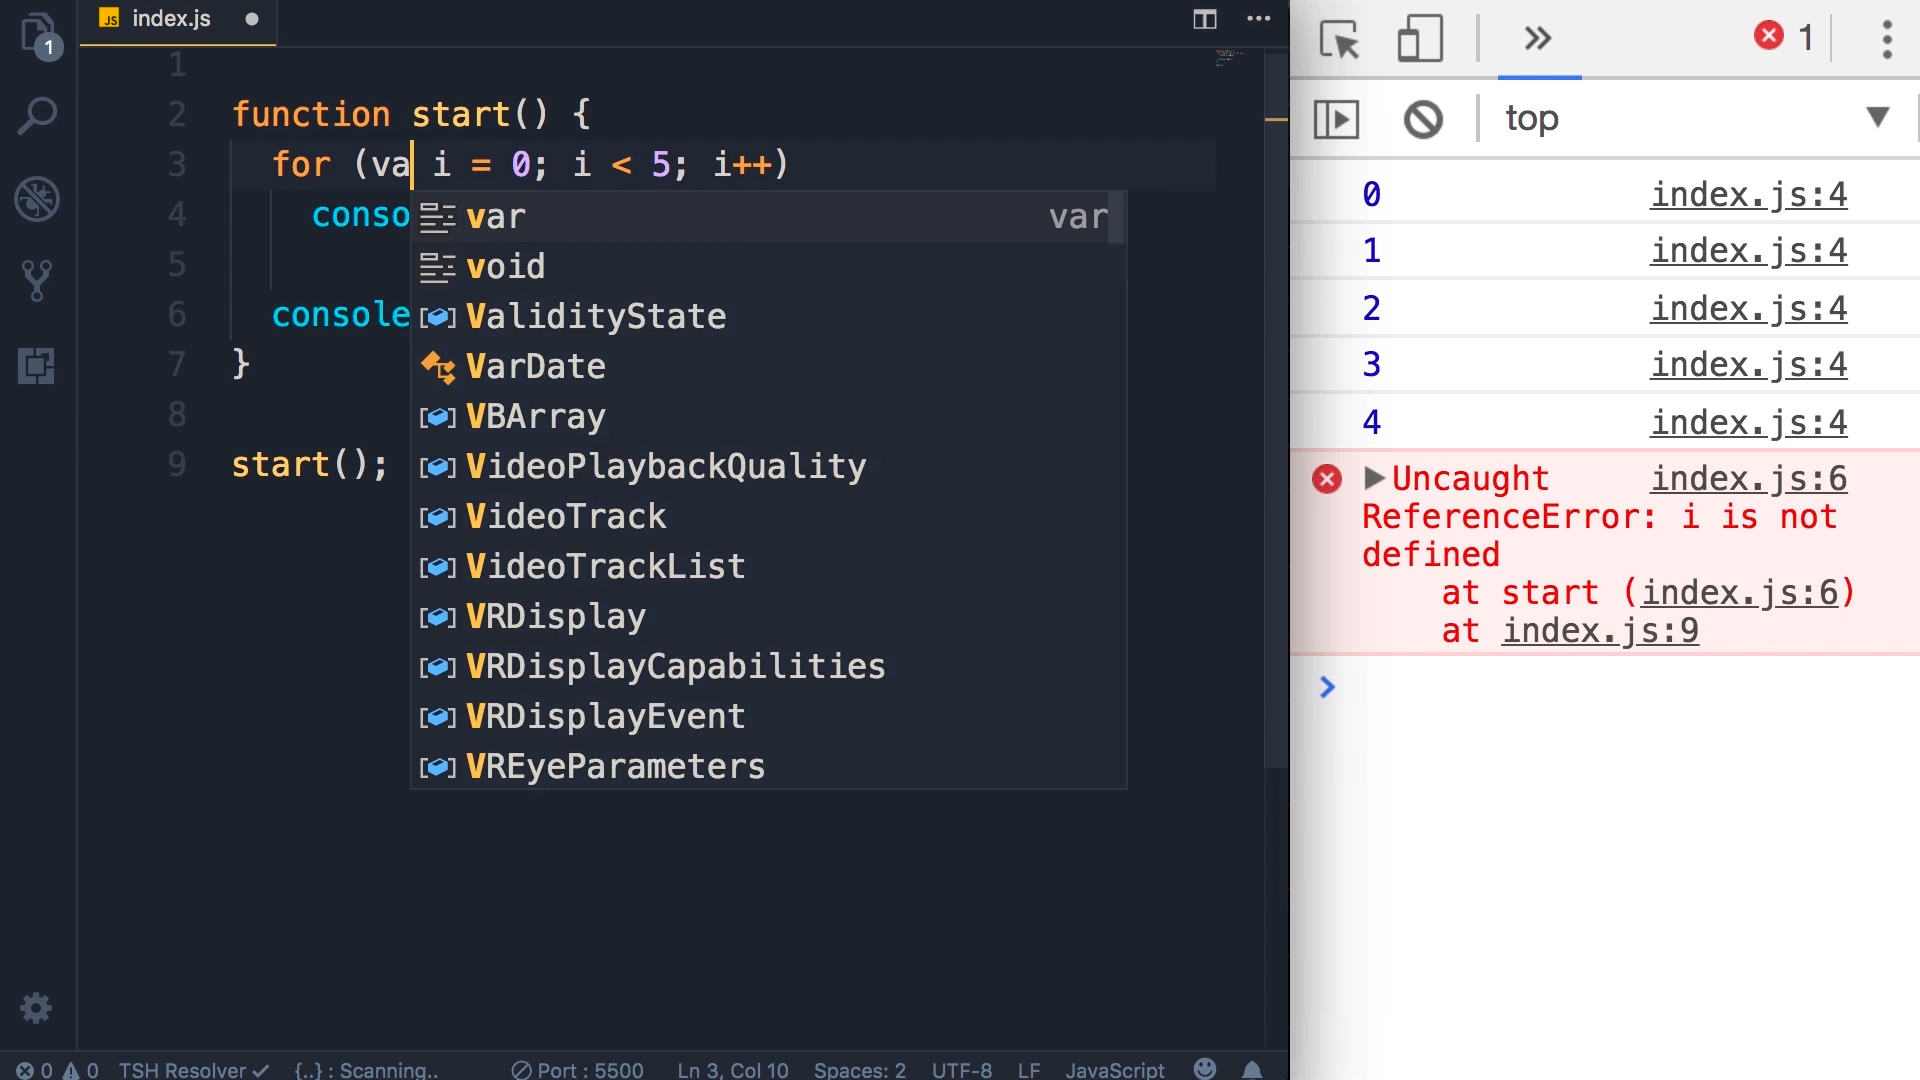 JS index.js
1
1
2 function start() {
3 for (va i = 0; i < 5; i++)
4 conso
5
6 console
7 }
8
9 start();
var var
void
ValidityState
VarDate
VBArray
VideoPlaybackQuality
VideoTrack
VideoTrackList
VRDisplay
VRDisplayCapabilities
VRDisplayEvent
VREyeParameters
0 0 TSH Resolver {..} : Scanning.. Port : 5500 Ln 3, Col 10 Spaces: 2 UTF-8 LF JavaScript
1
top
0 index.js:4
1 index.js:4
2 index.js:4
3 index.js:4
4 index.js:4
Uncaught index.js:6
ReferenceError: i is not
defined
at start (index.js:6)
at index.js:9